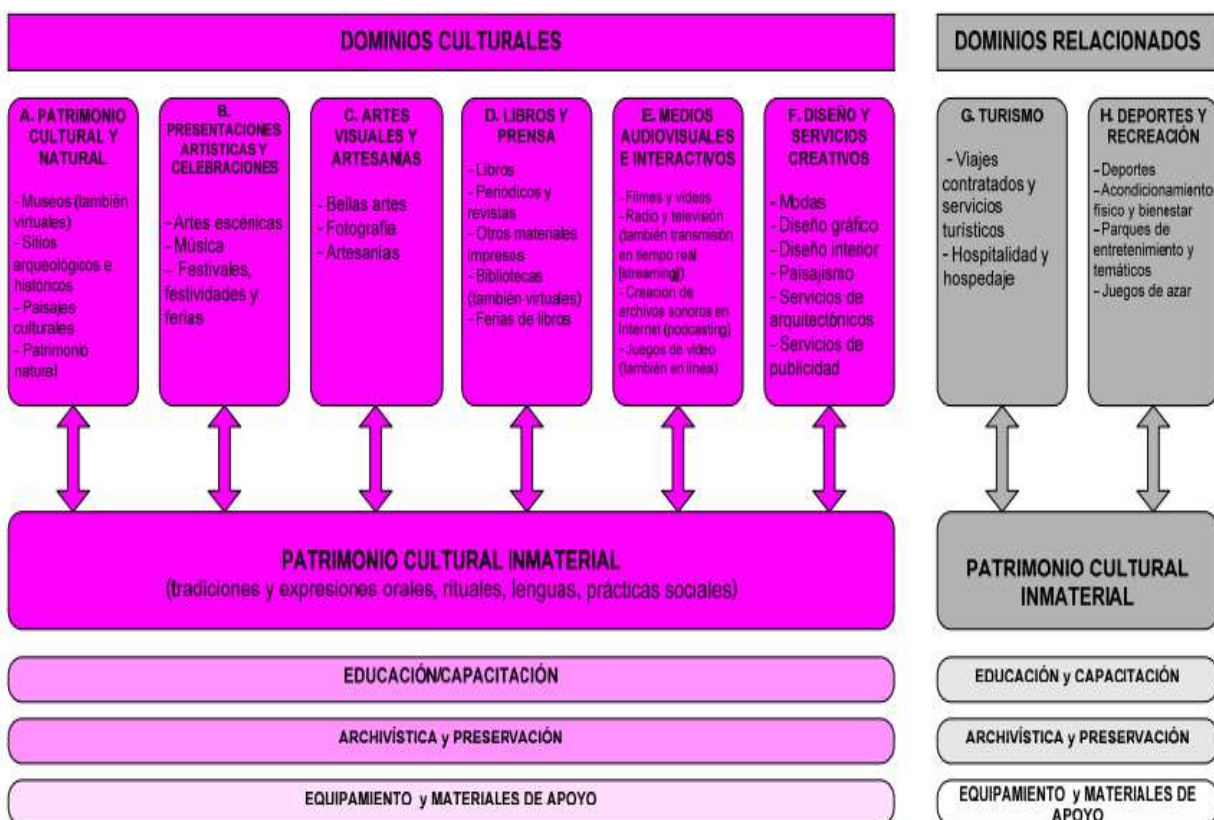 DOMINIOS CULTURALES
DOMINIOS RELACIONADOS
A. PATRIMONIO
CULTURAL Y
NATURAL
- Museos (también
virtuales)
- Sitios
arqueológicos e
históricos
- Paisajes
culturales
- Patrimonio
natural
B.
PRESENTACIONES
ARTÍSTICAS Y
CELEBRACIONES
- Artes escénicas
- Música
- Festivales,
festividades y
ferias
C. ARTES
VISUALES Y
ARTESANÍAS
- Bellas artes
- Fotografía
- Artesanías
D. LIBROS Y
PRENSA
- Libros
- Periódicos y
revistas
- Otros materiales
impresos
- Bibliotecas
(también virtuales)
- Ferias de libros
E. MEDIOS
AUDIOVISUALES
E INTERACTIVOS
- Filmes y vídeos
- Radio y televisión
(también transmisión
en tiempo real
[streaming])
- Creación de
archivos sonoros en
Internet (podcasting)
- Juegos de video
(también en línea)
F. DISEÑO Y
SERVICIOS
CREATIVOS
- Modas
- Diseño gráfico
- Diseño interior
- Paisajismo
- Servicios de
arquitectónicos
- Servicios de
publicidad
G. TURISMO
- Viajes
contratados y
servicios
turísticos
- Hospitalidad y
hospedaje
H. DEPORTES Y
RECREACIÓN
- Deportes
- Acondicionamiento
físico y bienestar
- Parques de
entretenimiento y
temáticos
- Juegos de azar
PATRIMONIO CULTURAL INMATERIAL
(tradiciones y expresiones orales, rituales, lenguas, prácticas sociales)
PATRIMONIO CULTURAL
INMATERIAL
EDUCACIÓN/CAPACITACIÓN
EDUCACIÓN y CAPACITACIÓN
ARCHIVÍSTICA y PRESERVACIÓN
ARCHIVÍSTICA y PRESERVACIÓN
EQUIPAMIENTO y MATERIALES DE APOYO
EQUIPAMIENTO y MATERIALES DE
APOYO